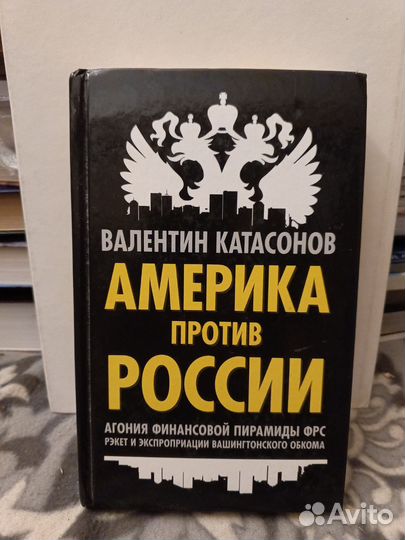 ВАЛЕНТИН КАТАСОНОВ
АМЕРИКА
ПРОТИВ
РОССИИ
АГОНИЯ ФИНАНСОВОЙ ПИРАМИДЫ ФРС
РЭКЕТ И ЭКСПРОПРИАЦИИ ВАШИНГТОНСКОГО ОБКОМА
Avito